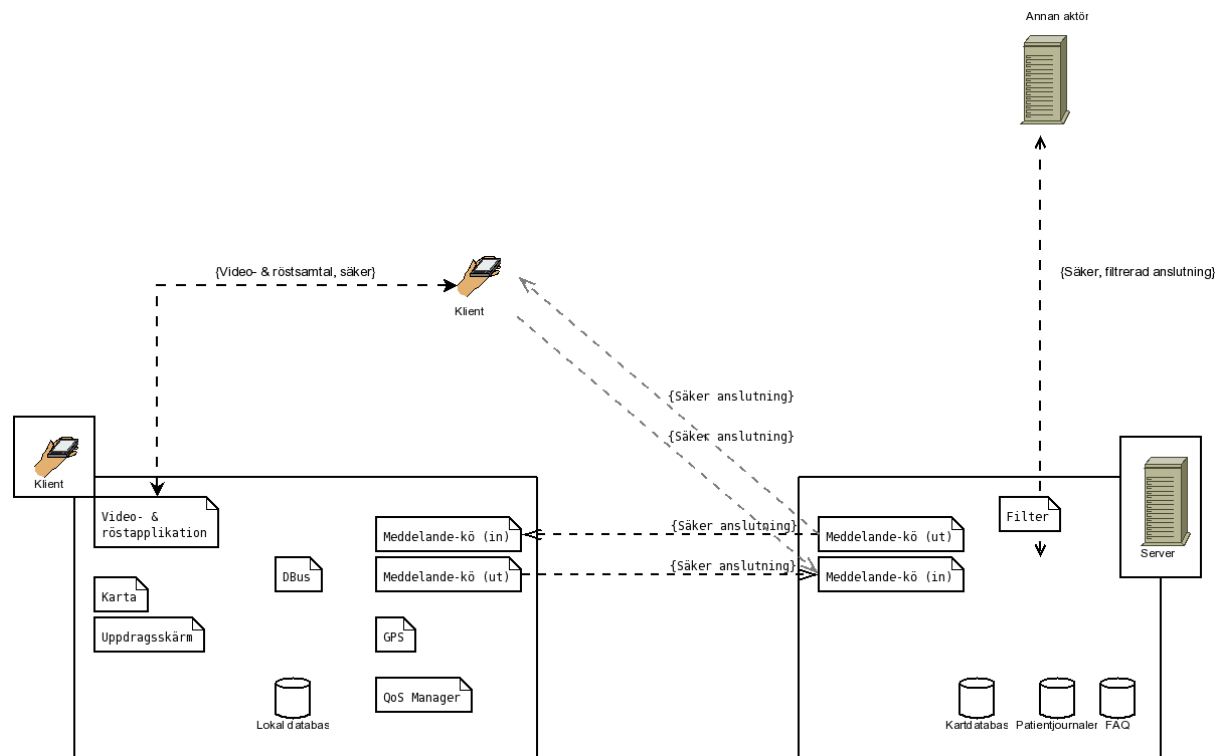 Annan aktör
{Video- & röstsamtal, säker}
{Säker, filtrerad anslutning}
Klient
{Säker anslutning}
{Säker anslutning}
Klient
Video- &
röstapplikation
Meddelande-kö (in)
{Säker anslutning}
Meddelande-kö (ut)
Filter
Server
DBus
Meddelande-kö (ut)
{Säker anslutning}
Meddelande-kö (in)
Karta
Uppdragsskärm
GPS
QoS Manager
Lokal databas
Kartdatabas
Patientjournaler
FAQ